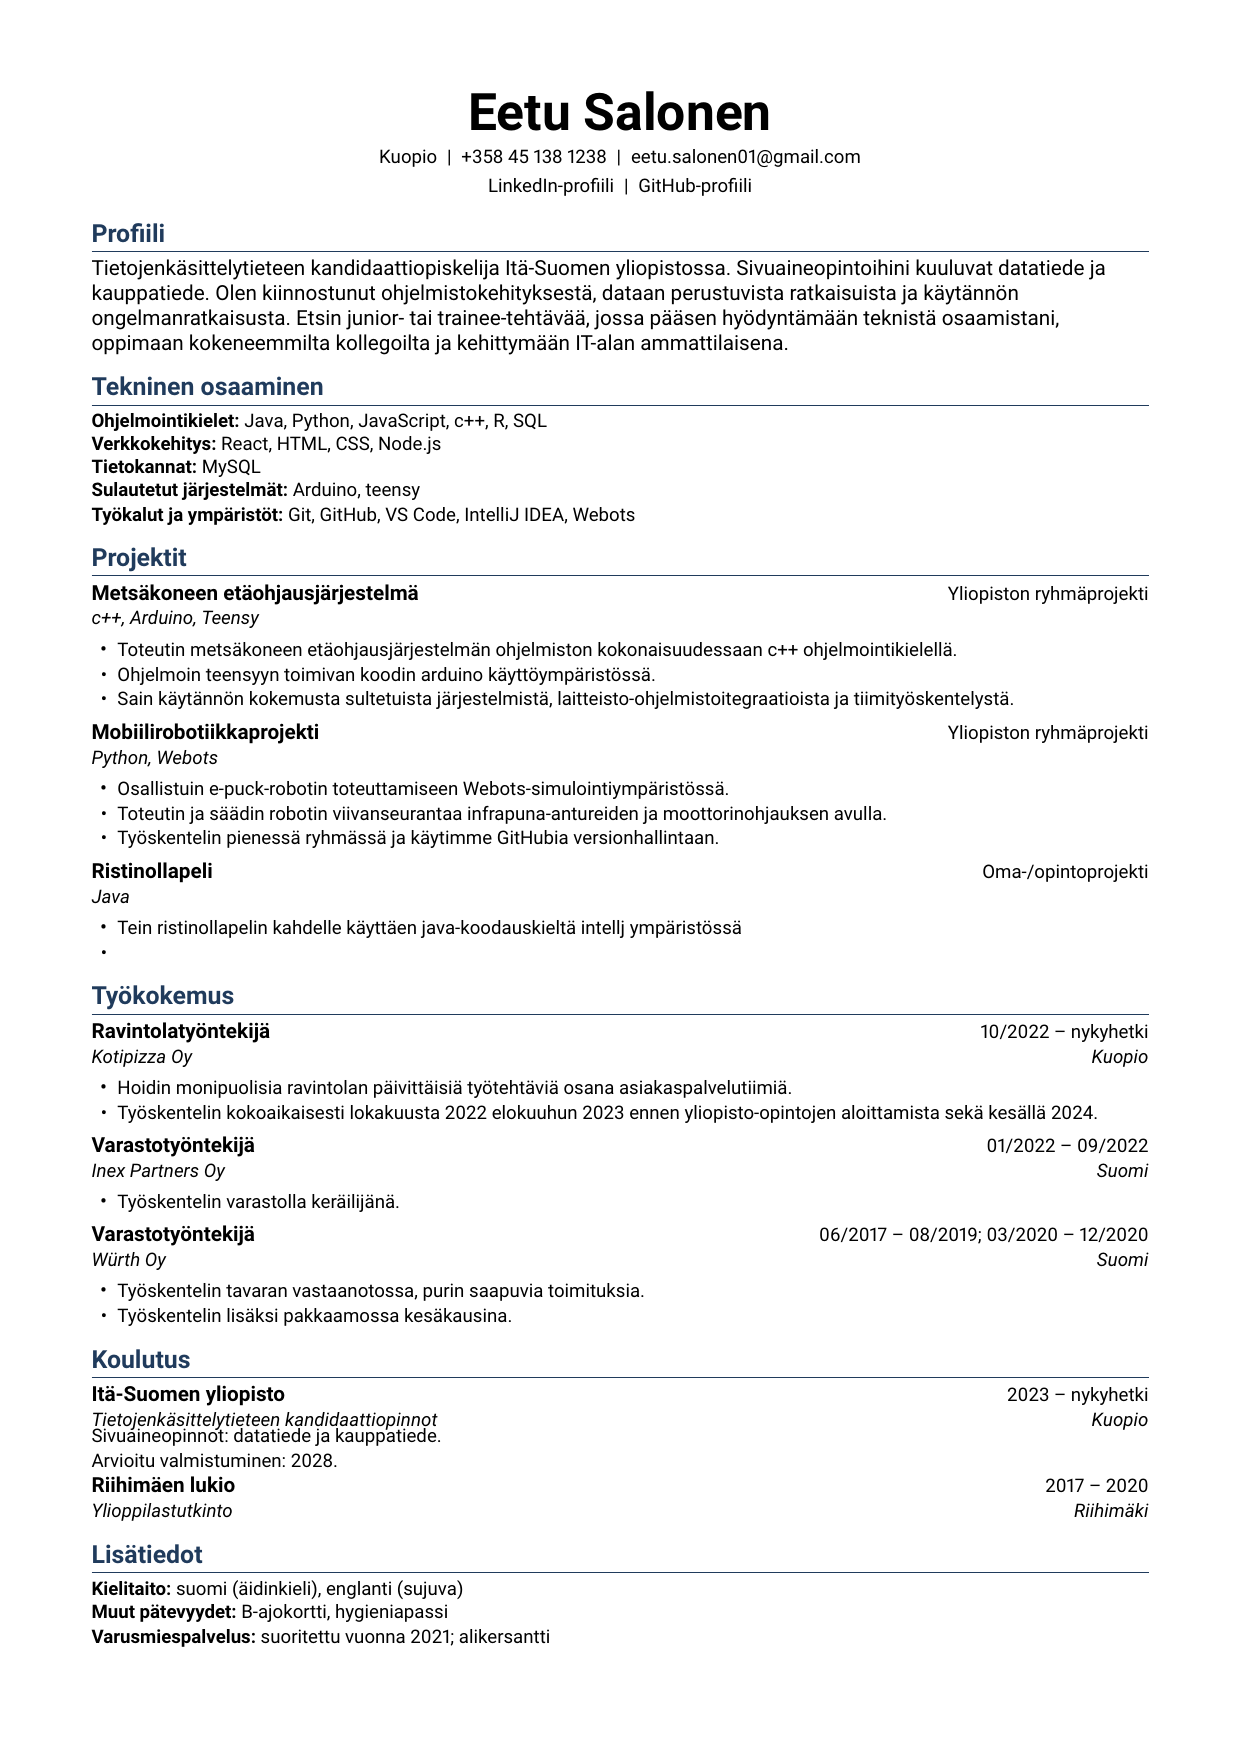 Eetu Salonen
Kuopio | +358 45 138 1238 | eetu.salonen01@gmail.com
LinkedIn-profiili | GitHub-profiili
Profiili
Tietojenkäsittelytieteen kandidaattiopiskelija Itä-Suomen yliopistossa. Sivuaineopintoihini kuuluvat datatiede ja
kauppatiede. Olen kiinnostunut ohjelmistokehityksestä, dataan perustuvista ratkaisuista ja käytännön
ongelmanratkaisusta. Etsin junior- tai trainee-tehtävää, jossa pääsen hyödyntämään teknistä osaamistani,
oppimaan kokeneemmilta kollegoilta ja kehittymään IT-alan ammattilaisena.
Tekninen osaaminen
Ohjelmointikielet: Java, Python, JavaScript, c++, R, SQL
Verkkokehitys: React, HTML, CSS, Node.js
Tietokannat: MySQL
Sulautetut järjestelmät: Arduino, teensy
Työkalut ja ympäristöt: Git, GitHub, VS Code, IntelliJ IDEA, Webots
Projektit
Metsäkoneen etäohjausjärjestelmä Yliopiston ryhmäprojekti
c++, Arduino, Teensy
• Toteutin metsäkoneen etäohjausjärjestelmän ohjelmiston kokonaisuudessaan c++ ohjelmointikielellä.
• Ohjelmoin teensyyn toimivan koodin arduino käyttöympäristössä.
• Sain käytännön kokemusta sultetuista järjestelmistä, laitteisto-ohjelmistoitegraatioista ja tiimityöskentelystä.
Mobiilirobotiikkaprojekti Yliopiston ryhmäprojekti
Python, Webots
• Osallistuin e-puck-robotin toteuttamiseen Webots-simulointiympäristössä.
• Toteutin ja säädin robotin viivanseurantaa infrapuna-antureiden ja moottorinohjauksen avulla.
• Työskentelin pienessä ryhmässä ja käytimme GitHubia versionhallintaan.
Ristinollapeli Oma-/opintoprojekti
Java
• Tein ristinollapelin kahdelle käyttäen java-koodauskieltä intellj ympäristössä
•
Työkokemus
Ravintolatyöntekijä 10/2022 – nykyhetki
Kotipizza Oy Kuopio
• Hoidin monipuolisia ravintolan päivittäisiä työtehtäviä osana asiakaspalvelutiimiä.
• Työskentelin kokoaikaisesti lokakuusta 2022 elokuuhun 2023 ennen yliopisto-opintojen aloittamista sekä kesällä 2024.
Varastotyöntekijä 01/2022 – 09/2022
Inex Partners Oy Suomi
• Työskentelin varastolla keräilijänä.
Varastotyöntekijä 06/2017 – 08/2019; 03/2020 – 12/2020
Würth Oy Suomi
• Työskentelin tavaran vastaanotossa, purin saapuvia toimituksia.
• Työskentelin lisäksi pakkaamossa kesäkausina.
Koulutus
Itä-Suomen yliopisto 2023 – nykyhetki
Tietojenkäsittelytieteen kandidaattiopinnot Kuopio
Sivuaineopinnot: datatiede ja kauppatiede.
Arvioitu valmistuminen: 2028.
Riihimäen lukio 2017 – 2020
Ylioppilastutkinto Riihimäki
Lisätiedot
Kielitaito: suomi (äidinkieli), englanti (sujuva)
Muut pätevyydet: B-ajokortti, hygieniapassi
Varusmiespalvelus: suoritettu vuonna 2021; alikersantti